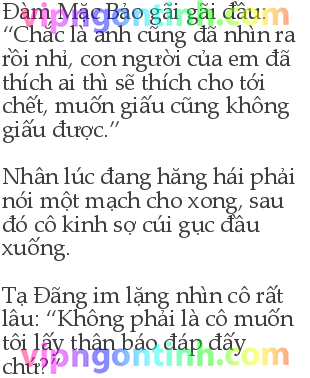 Đàm Mặc Bảo gãi gãi đầu:
“Chắc là anh cũng đã nhìn ra
rồi nhỉ, con người của em đã
thích ai thì sẽ thích cho tới
chết, muốn giấu cũng không
giấu được.”
Nhân lúc đang hăng hái phải
nói một mạch cho xong, sau
đó cô kinh sợ cúi gục đầu
xuống.
Tạ Đãng im lặng nhìn cô rất
lâu: “Không phải là cô muốn
tôi lấy thân báo đáp đấy
chứ?”
vipngontinh.com
vipngontinh.com